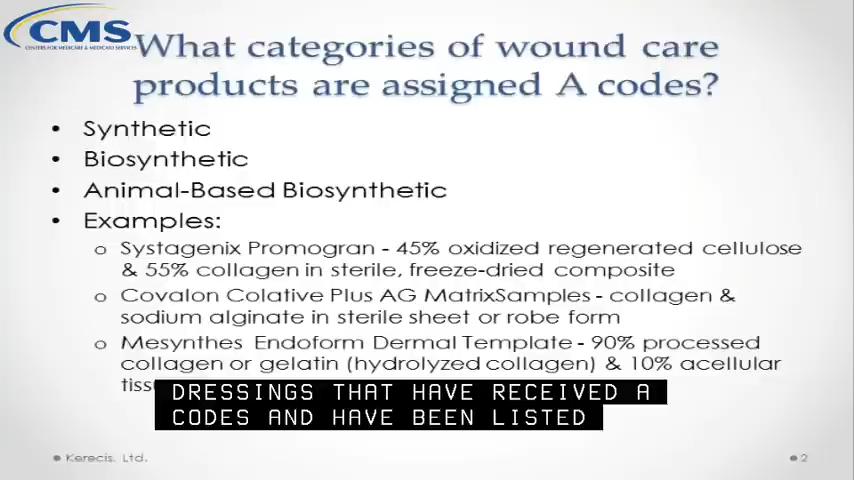 CMS
CENTERS FOR MEDICARE & MEDICAID SERVICES
What categories of wound care
products are assigned A codes?
• Synthetic
• Biosynthetic
• Animal-Based Biosynthetic
• Examples:
o Systagenix Promogran - 45% oxidized regenerated cellulose
& 55% collagen in sterile, freeze-dried composite
o Covalon Colative Plus AG MatrixSamples - collagen &
sodium alginate in sterile sheet or robe form
o Mesynthes Endoform Dermal Template - 90% processed
collagen or gelatin (hydrolyzed collagen) & 10% acellular
DRESSINGS THAT HAVE RECEIVED A
CODES AND HAVE BEEN LISTED
Kerecis. Ltd.
2